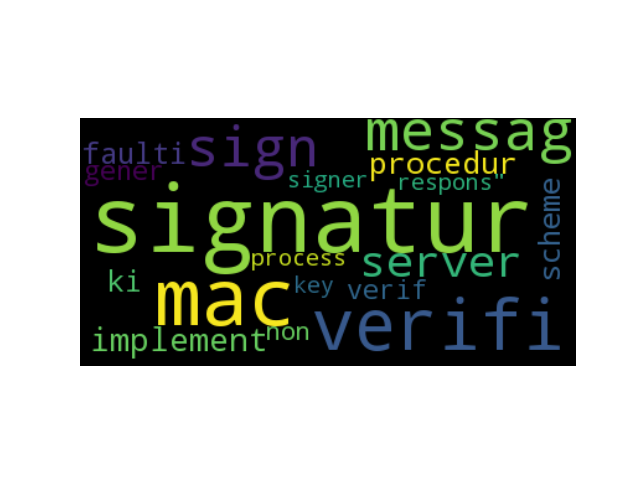 messag
faulti sign
procedur
gener
signer respons"
scheme
signatur
process server
ki mac key verif
verifi
implement non